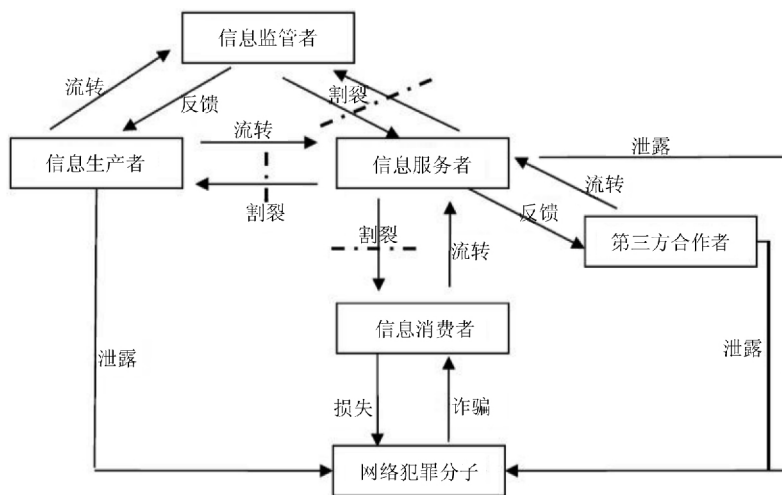 信息监管者
流转
反馈
割裂
流转
信息生产者
信息服务者
泄露
割裂
流转
反馈
第三方合作者
割裂
流转
信息消费者
泄露
泄露
损失
诈骗
网络犯罪分子